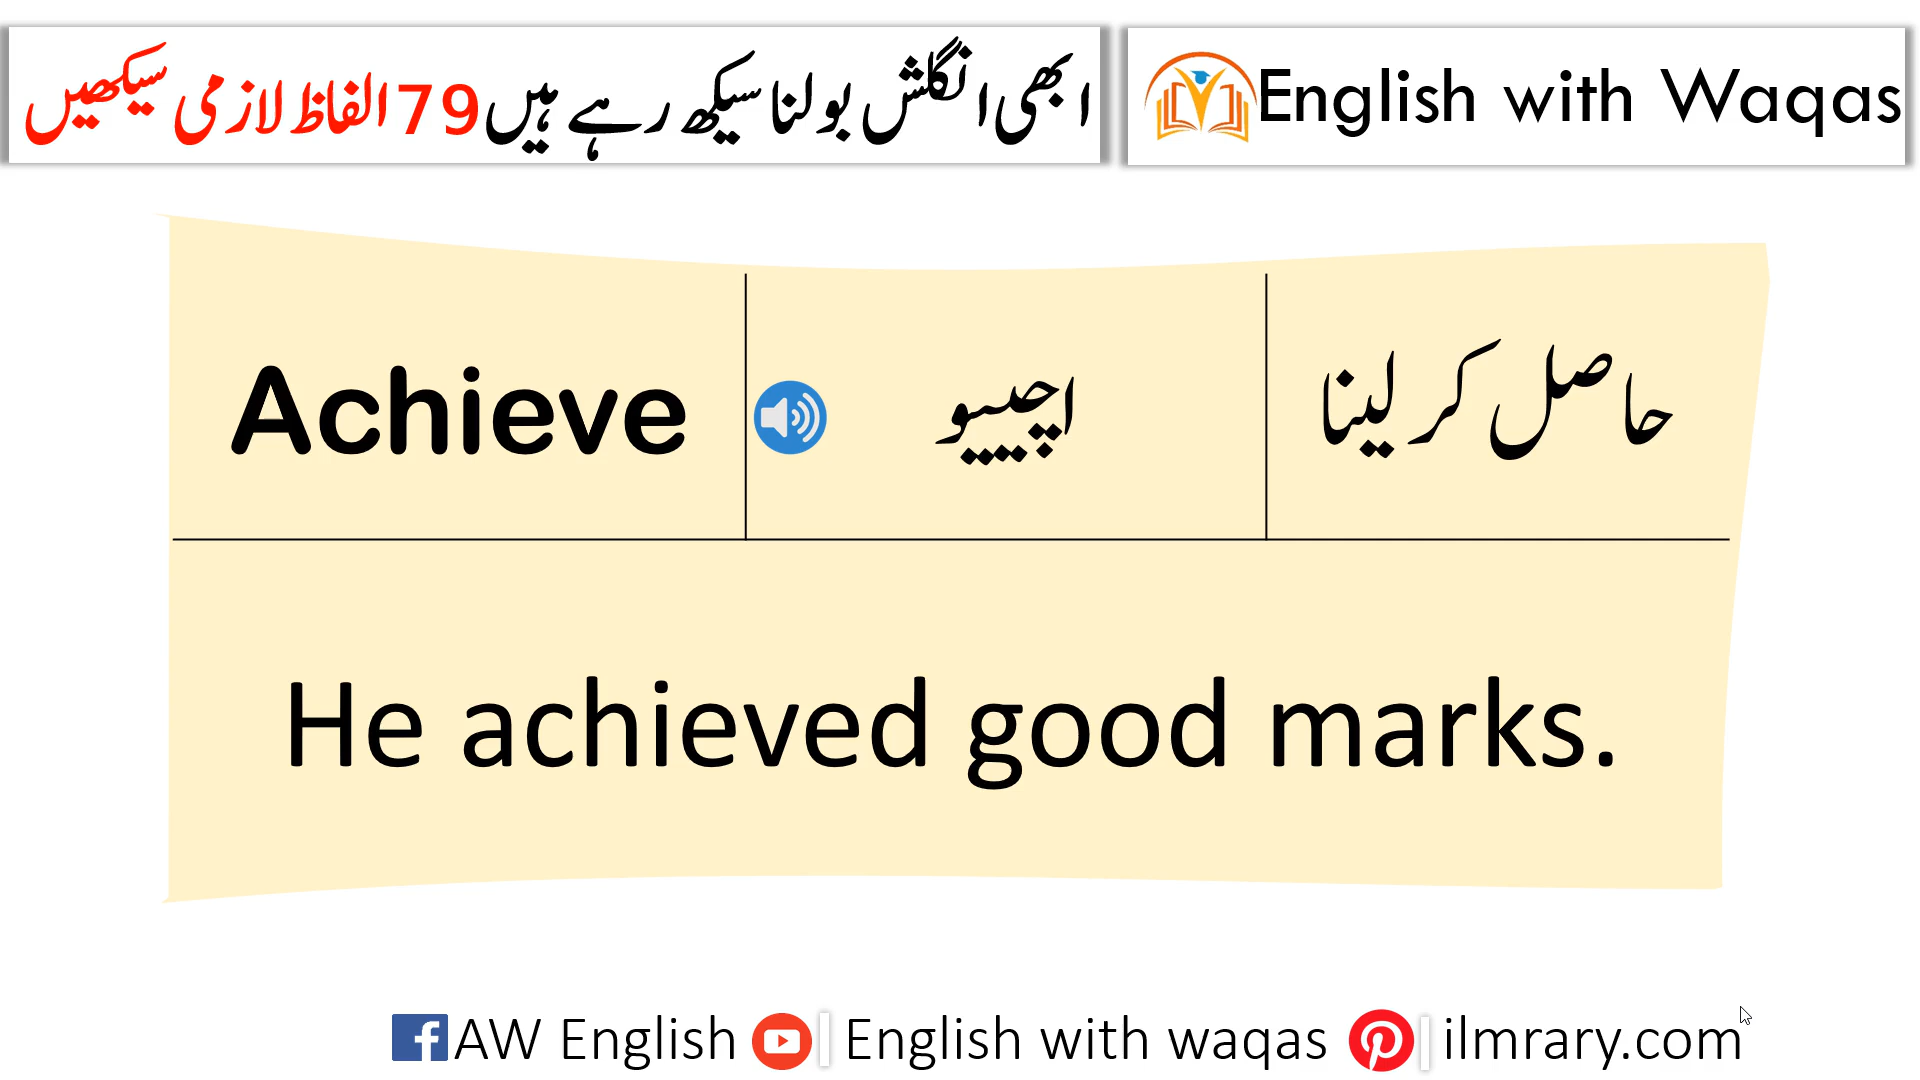 ابھی انگلش بولنا سیکھ رہے ہیں 79 الفاظ لازمی سیکھیں
English with Waqas
Achieve
اچیییو
حاصل کر لینا
He achieved good marks.
AW English | English with waqas | ilmrary.com